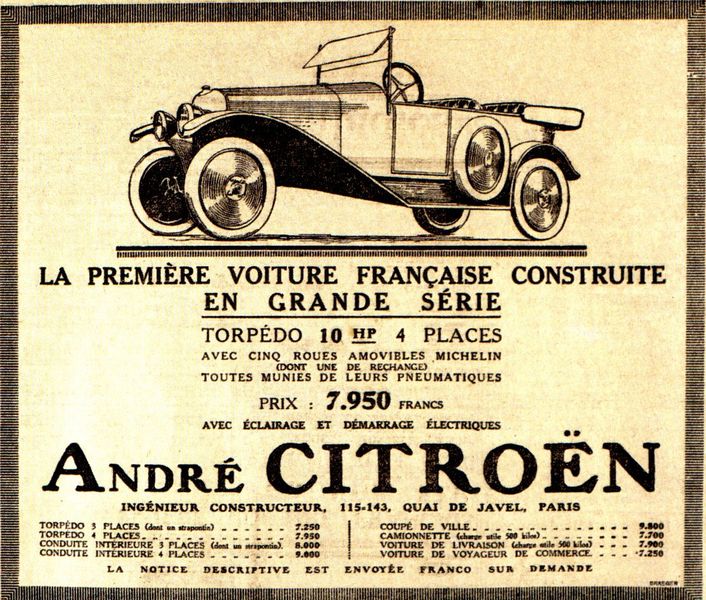 LA PREMIÈRE VOITURE FRANÇAISE CONSTRUITE
EN GRANDE SÉRIE
TORPÉDO 10 HP 4 PLACES
AVEC CINQ ROUES AMOVIBLES MICHELIN
(DONT UNE DE RECHANGE)
TOUTES MUNIES DE LEURS PNEUMATIQUES
PRIX : 7.950 FRANCS
AVEC ÉCLAIRAGE ET DÉMARRAGE ÉLECTRIQUES
ANDRÉ CITROËN
INGÉNIEUR CONSTRUCTEUR, 115-143, QUAI DE JAVEL, PARIS
TORPÉDO 3 PLACES (dont un strapontin) 7.250
TORPÉDO 4 PLACES 7.950
CONDUITE INTÉRIEURE 3 PLACES (dont un strapontin). 8.000
CONDUITE INTÉRIEURE 4 PLACES 9.000
COUPÉ DE VILLE 9.800
CAMIONNETTE (charge utile 500 kilos) 7.700
VOITURE DE LIVRAISON (charge utile 500 kilos) 7.900
VOITURE DE VOYAGEUR DE COMMERCE. 7.250
LA NOTICE DESCRIPTIVE EST ENVOYÉE FRANCO SUR DEMANDE